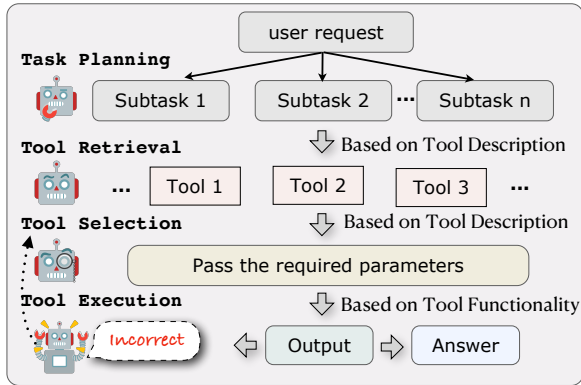 user request
Task Planning
Subtask 1
Subtask 2
...
Subtask n
Based on Tool Description
Tool Retrieval
...
Tool 1
Tool 2
Tool 3
...
Tool Selection
Based on Tool Description
Pass the required parameters
Tool Execution
Based on Tool Functionality
Incorrect
Output
Answer